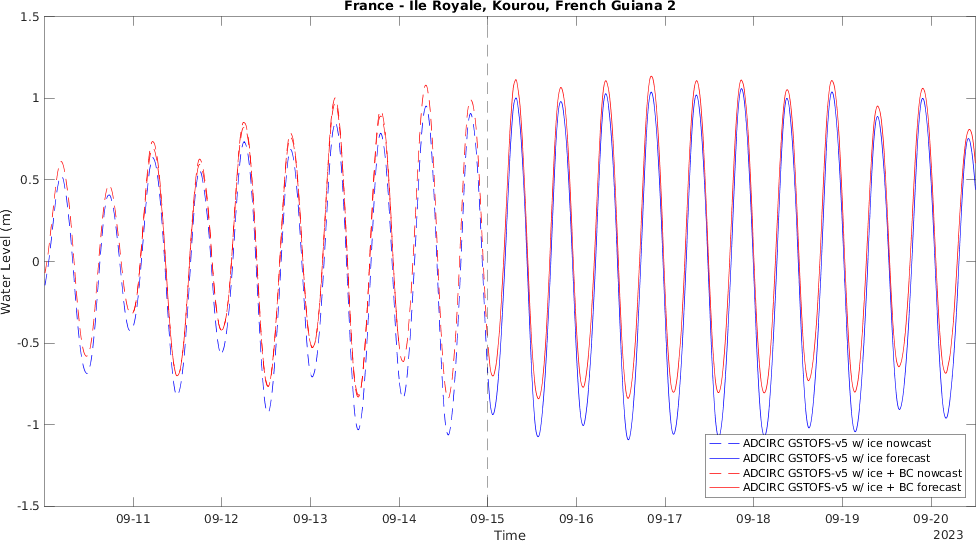 France - Ile Royale, Kourou, French Guiana 2
1.5
1
0.5
0
-0.5
-1
-1.5
Water Level (m)
ADCIRC GSTOFS-v5 w/ ice nowcast
ADCIRC GSTOFS-v5 w/ ice forecast
ADCIRC GSTOFS-v5 w/ ice + BC nowcast
ADCIRC GSTOFS-v5 w/ ice + BC forecast
09-11 09-12 09-13 09-14 09-15 09-16 09-17 09-18 09-19 09-20
Time
2023